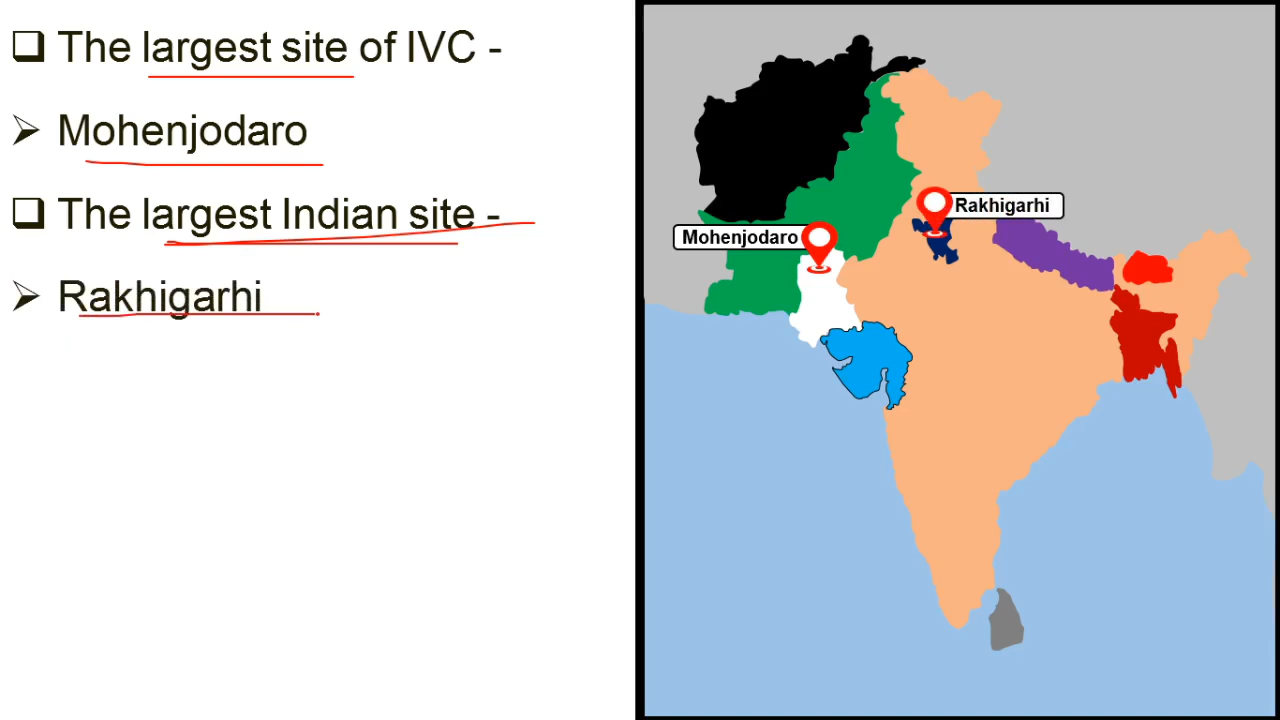 The largest site of IVC -
Mohenjodaro
The largest Indian site -
Rakhigarhi
Rakhigarhi
Mohenjodaro